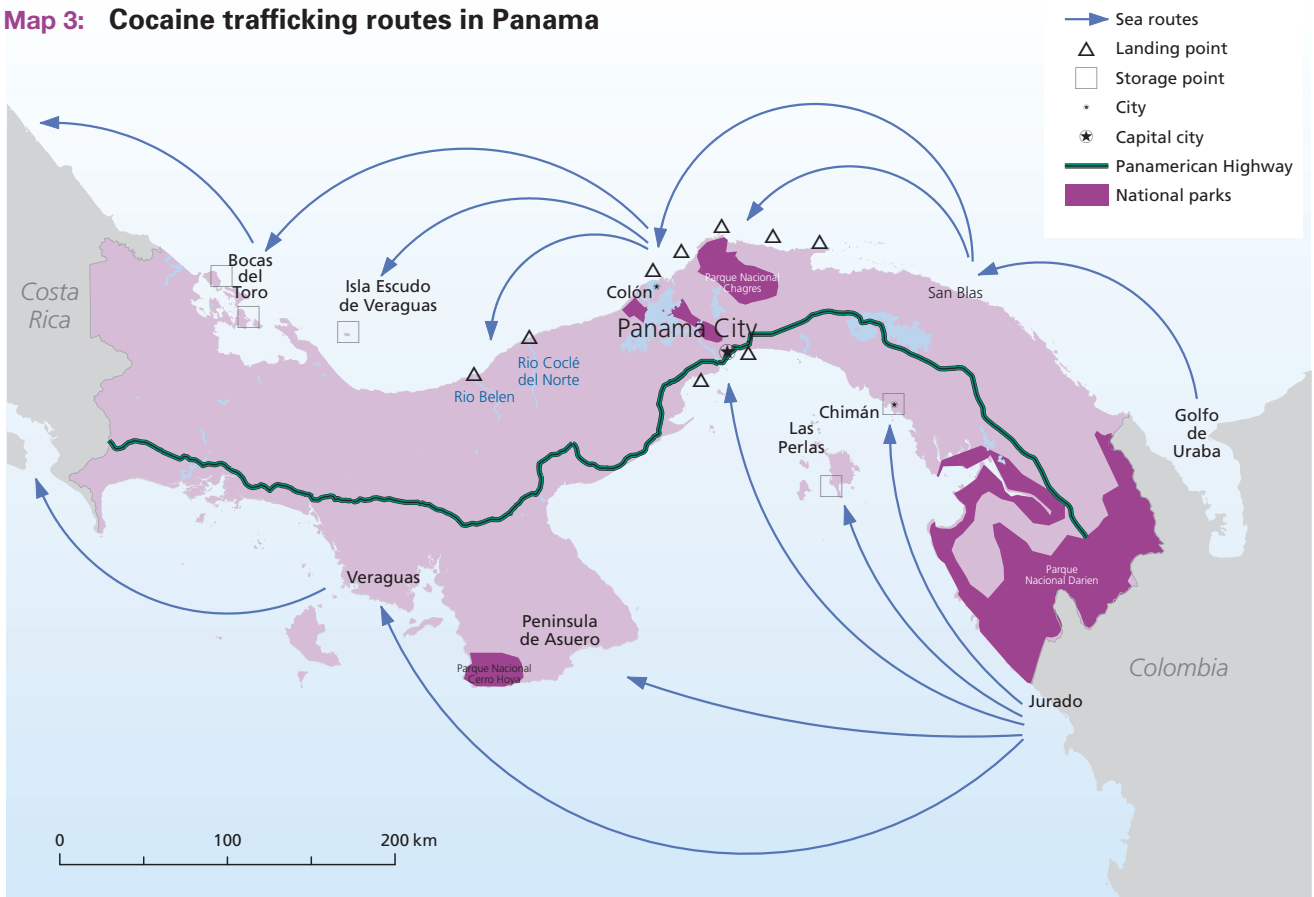 Map 3: Cocaine trafficking routes in Panama
Sea routes
Landing point
Storage point
City
Capital city
Panamerican Highway
National parks
Costa
Rica
Bocas
del
Toro
Isla Escudo
de Veraguas
Rio Belen
Rio Coclé
del Norte
Colón
Parque Nacional
Chagres
Panama City
San Blas
Chimán
Las
Perlas
Golfo
de
Uraba
Parque
Nacional Darien
Veraguas
Peninsula
de Asuero
Parque Nacional
Cerro Hoya
Jurado
Colombia
0 100 200 km